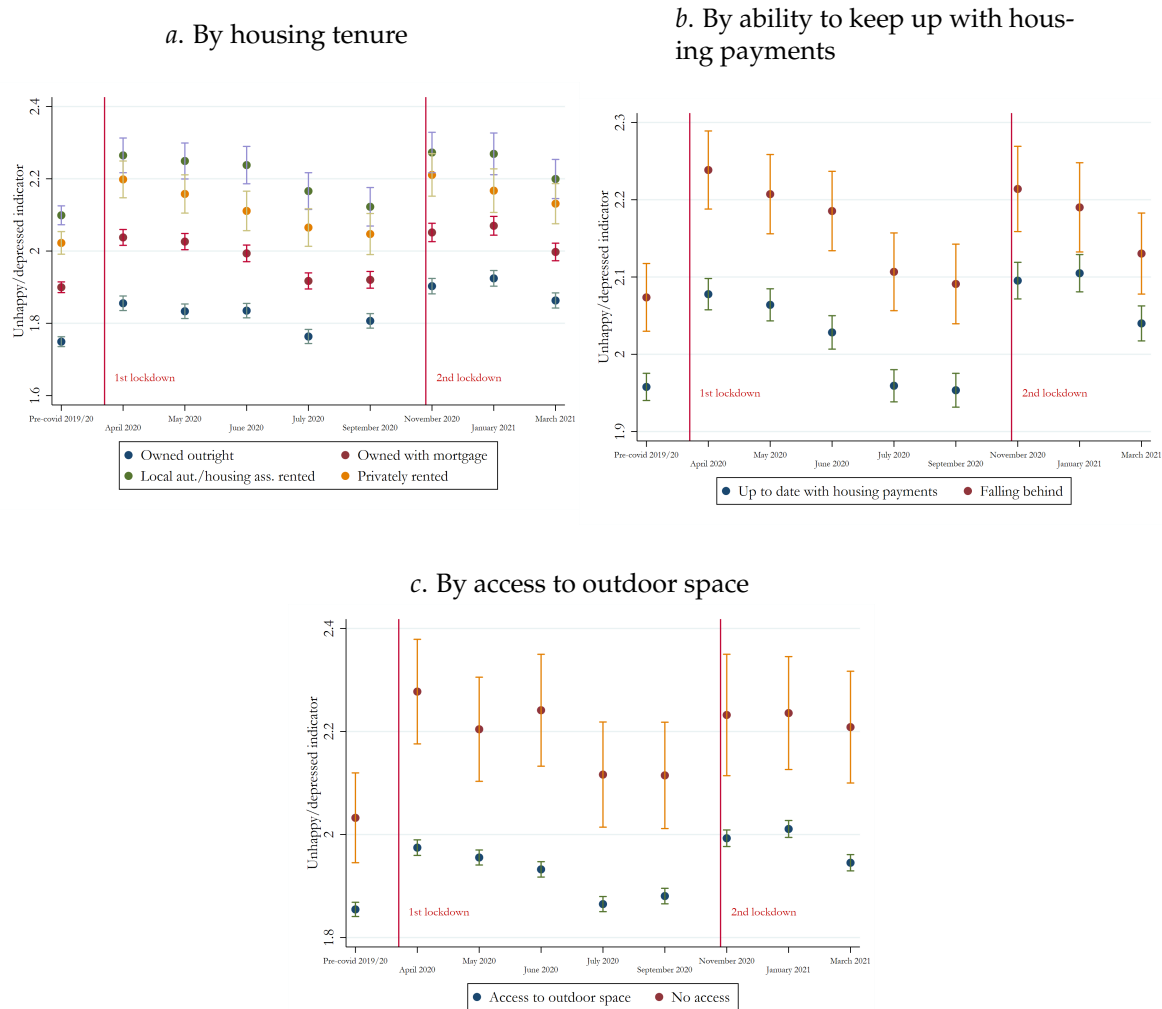 a. By housing tenure
Unhappy/depressed indicator
2.4
2.2
2
1.8
1.6
1st lockdown
2nd lockdown
Pre-covid 2019/20
April 2020
May 2020
June 2020
July 2020
September 2020
November 2020
January 2021
March 2021
Owned outright
Owned with mortgage
Local aut./housing ass. rented
Privately rented
b. By ability to keep up with hous-
ing payments
Unhappy/depressed indicator
2.3
2.2
2.1
2
1.9
1st lockdown
2nd lockdown
Pre-covid 2019/20
April 2020
May 2020
June 2020
July 2020
September 2020
November 2020
January 2021
March 2021
Up to date with housing payments
Falling behind
c. By access to outdoor space
Unhappy/depressed indicator
2.4
2.2
2
1.8
1st lockdown
2nd lockdown
Pre-covid 2019/20
April 2020
May 2020
June 2020
July 2020
September 2020
November 2020
January 2021
March 2021
Access to outdoor space
No access